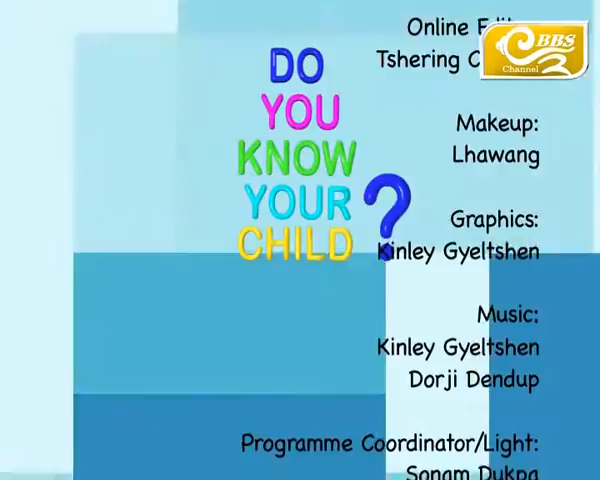 Online
Tshering
BBS
Channel 2
DO
YOU
KNOW
YOUR
CHILD ?
Makeup:
Lhawang
Graphics:
Kinley Gyeltshen
Music:
Kinley Gyeltshen
Dorji Dendup
Programme Coordinator/Light:
Sonam Dukpa